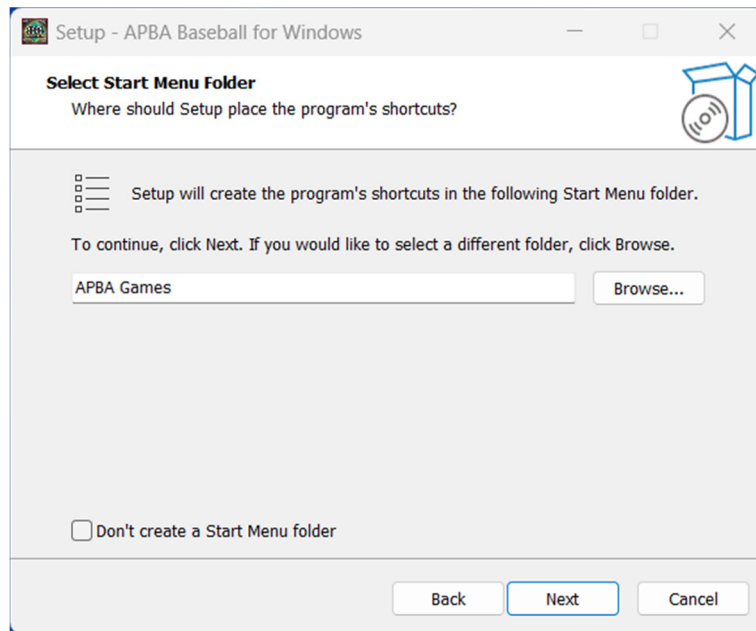 Setup - APBA Baseball for Windows
Select Start Menu Folder
Where should Setup place the program's shortcuts?
Setup will create the program's shortcuts in the following Start Menu folder.
To continue, click Next. If you would like to select a different folder, click Browse.
APBA Games
Browse...
Don't create a Start Menu folder
Back
Next
Cancel